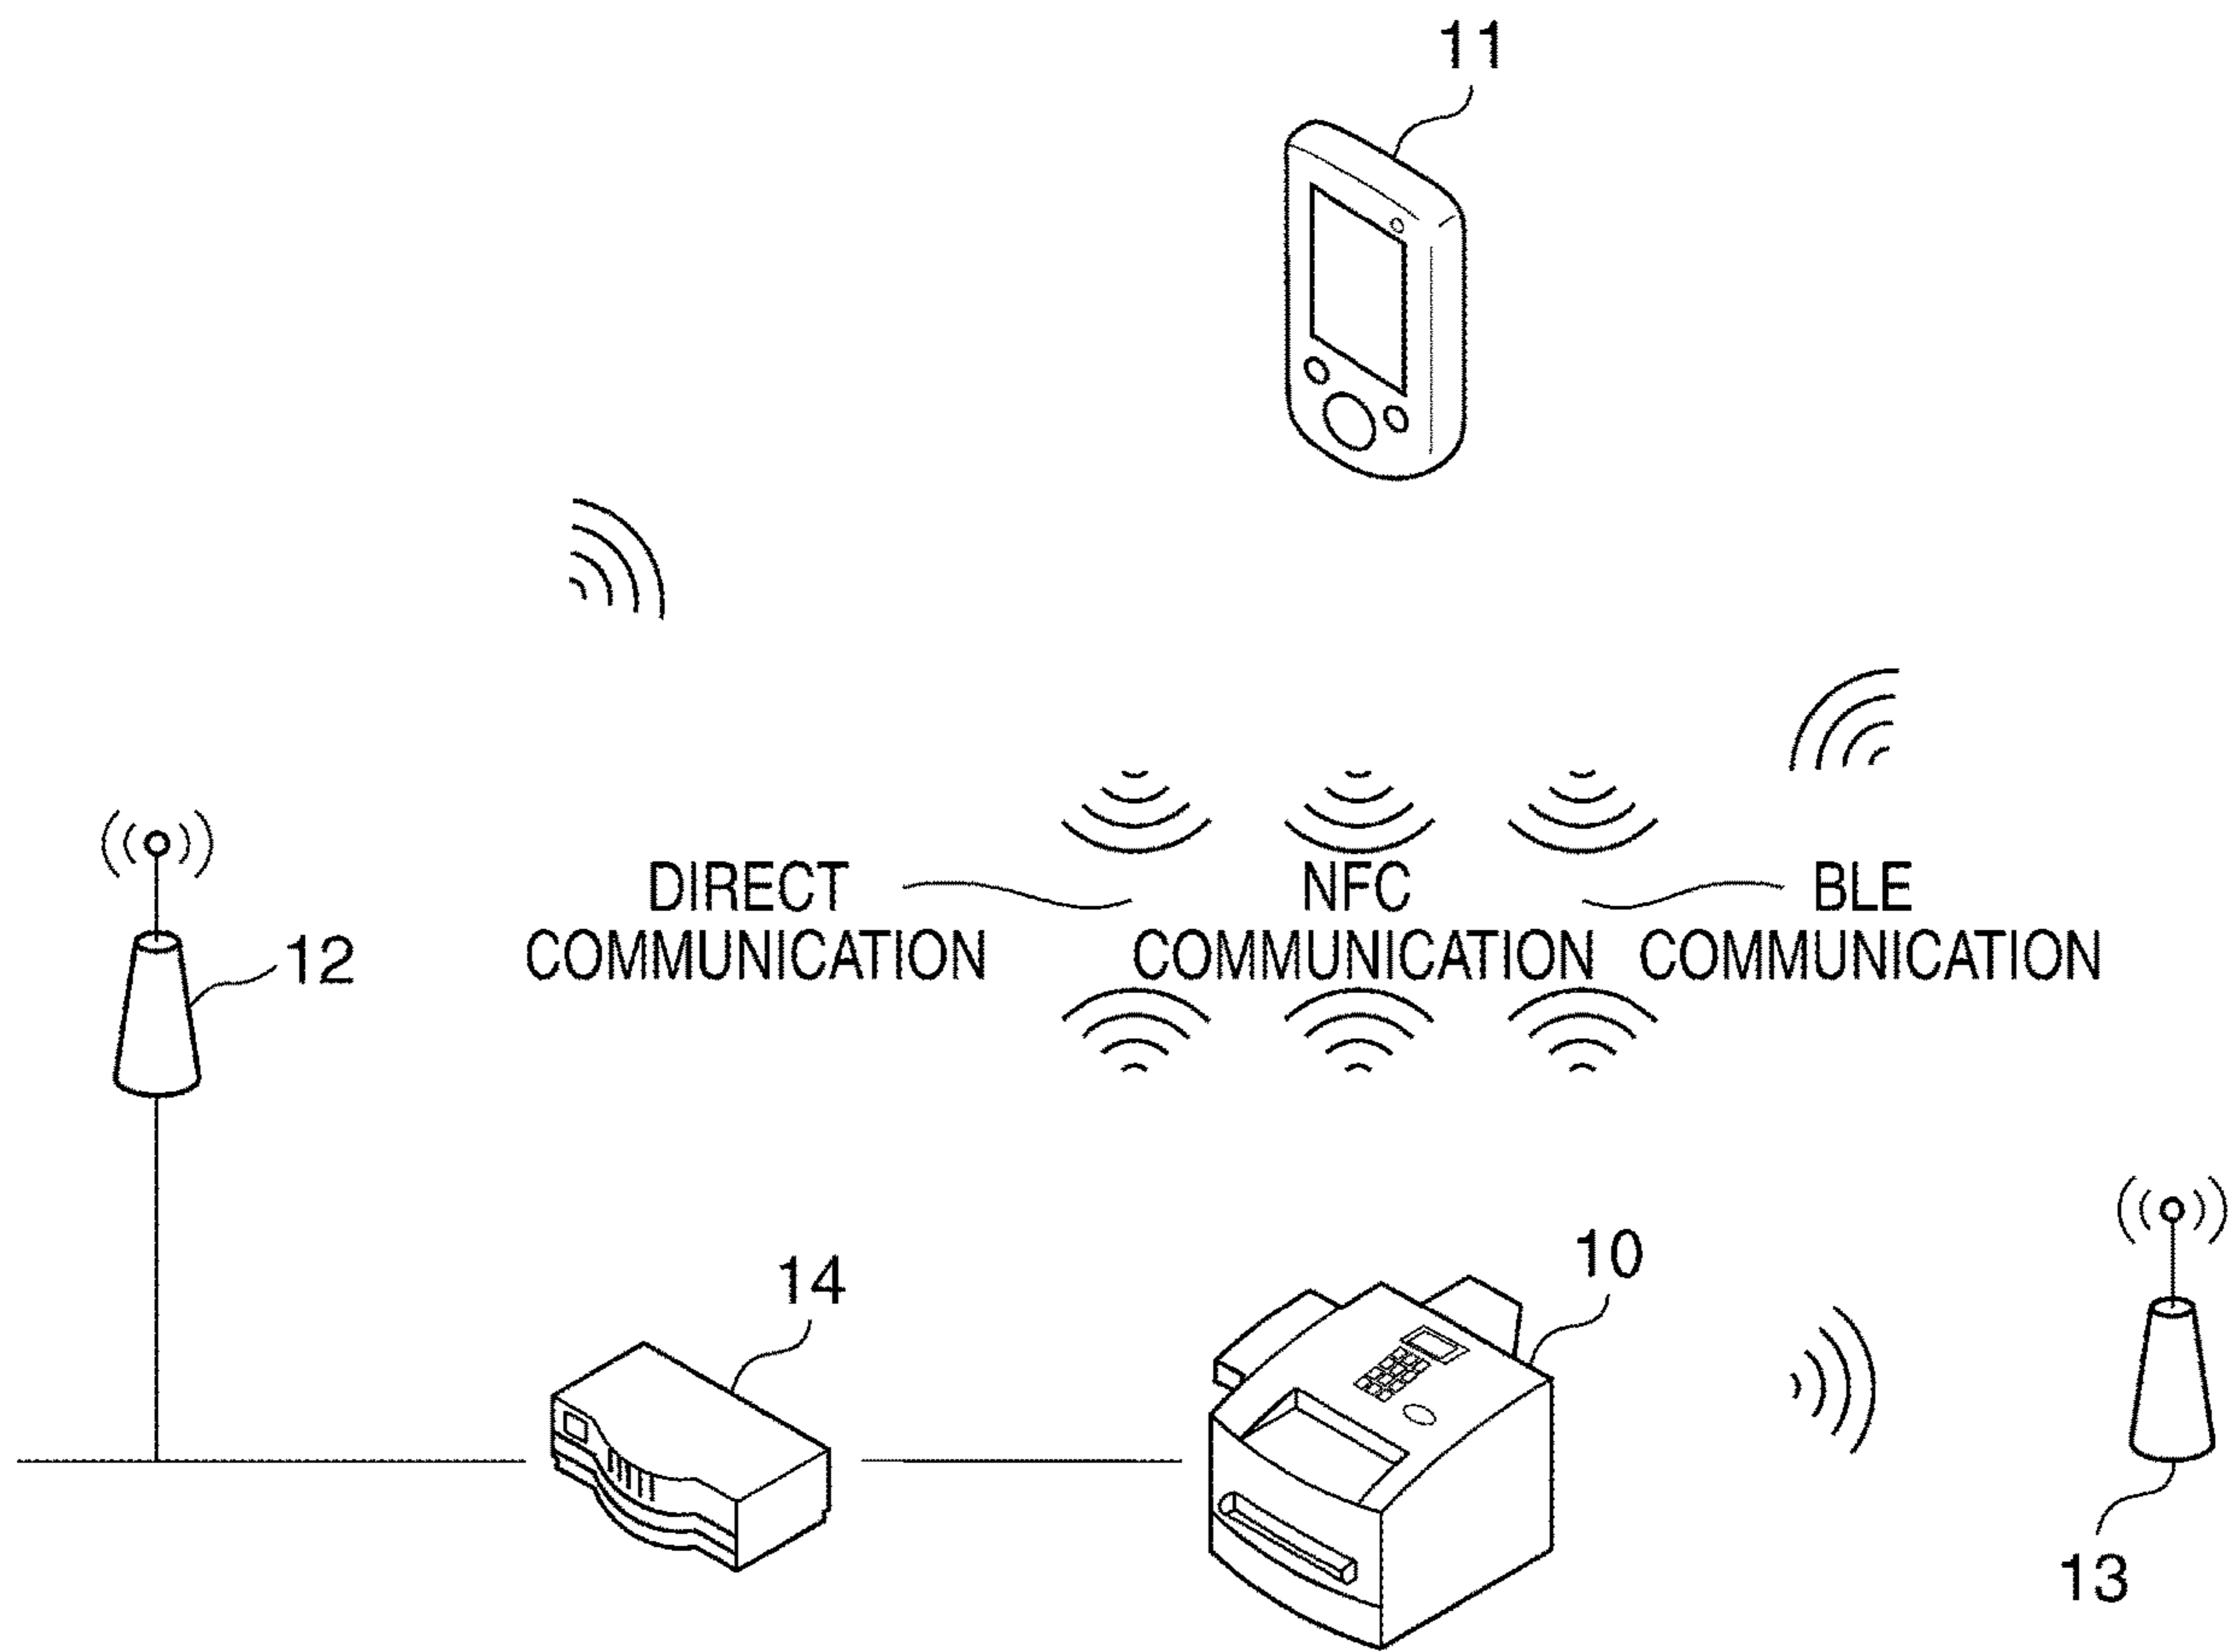 11
DIRECT
COMMUNICATION
NFC
COMMUNICATION
BLE
COMMUNICATION
12
14
10
13